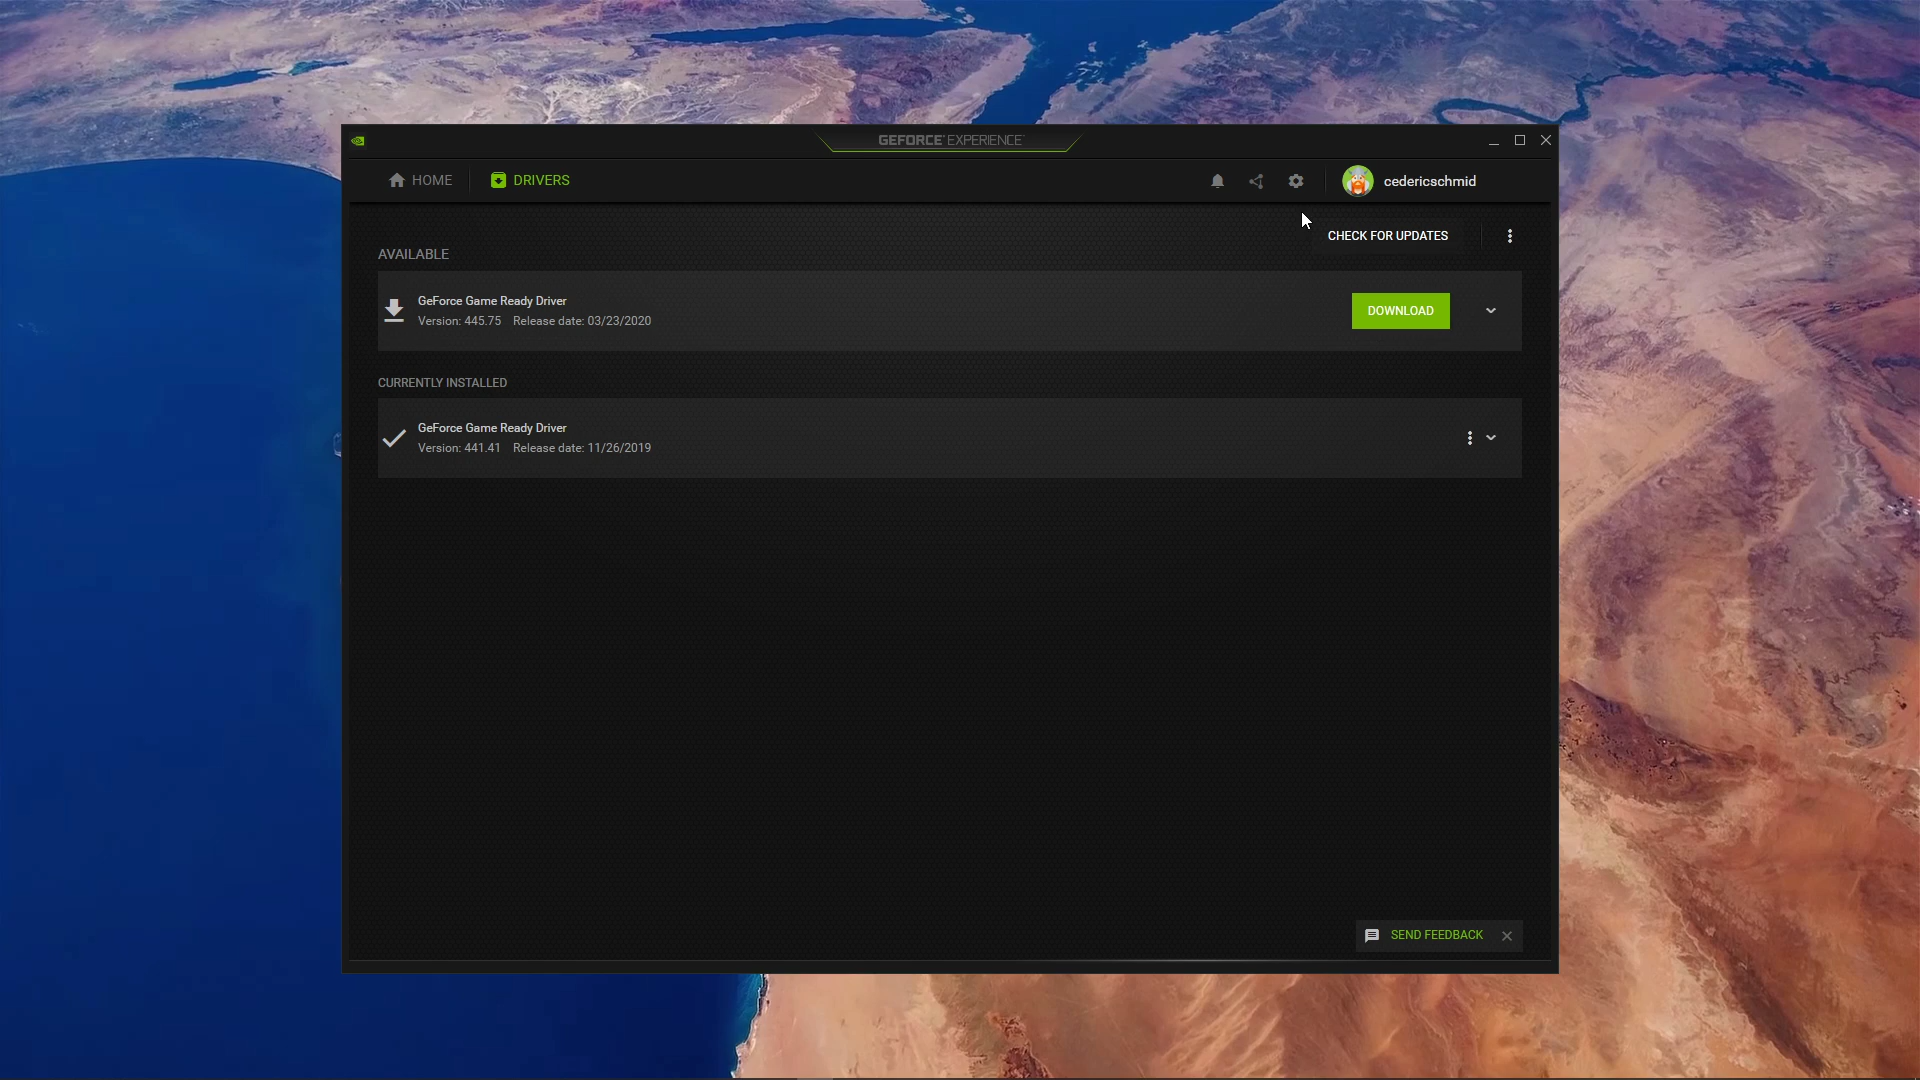 GEFORCE® EXPERIENCE™
HOME
DRIVERS
cedericschmid
CHECK FOR UPDATES
AVAILABLE
GeForce Game Ready Driver
Version: 445.75 Release date: 03/23/2020
DOWNLOAD
CURRENTLY INSTALLED
GeForce Game Ready Driver
Version: 441.41 Release date: 11/26/2019
SEND FEEDBACK